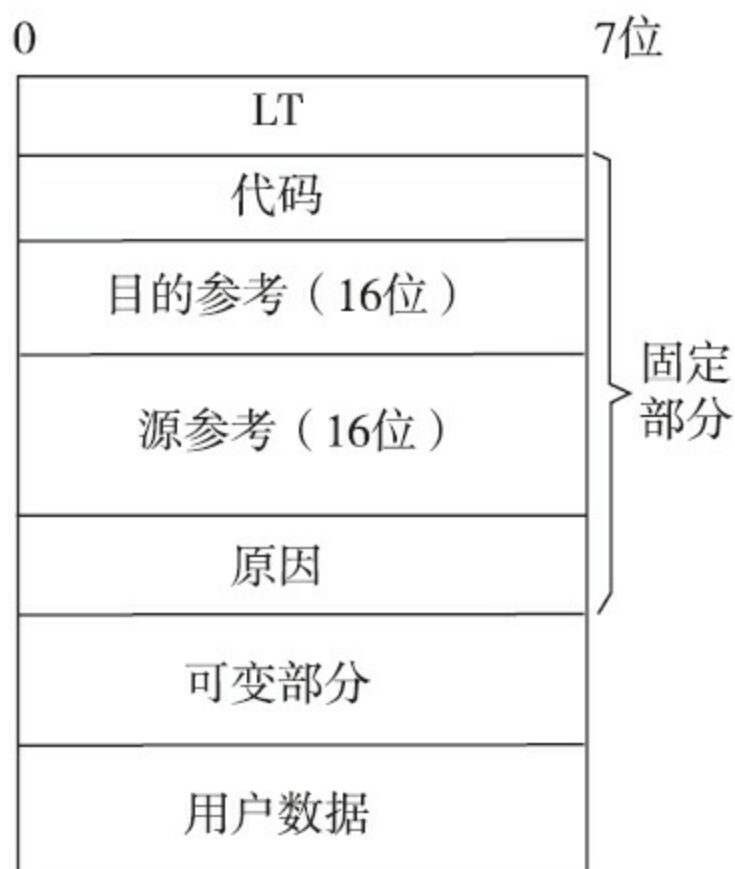 0 7位
LT
代码
目的参考（16位）
源参考（16位）
固定
部分
原因
可变部分
用户数据